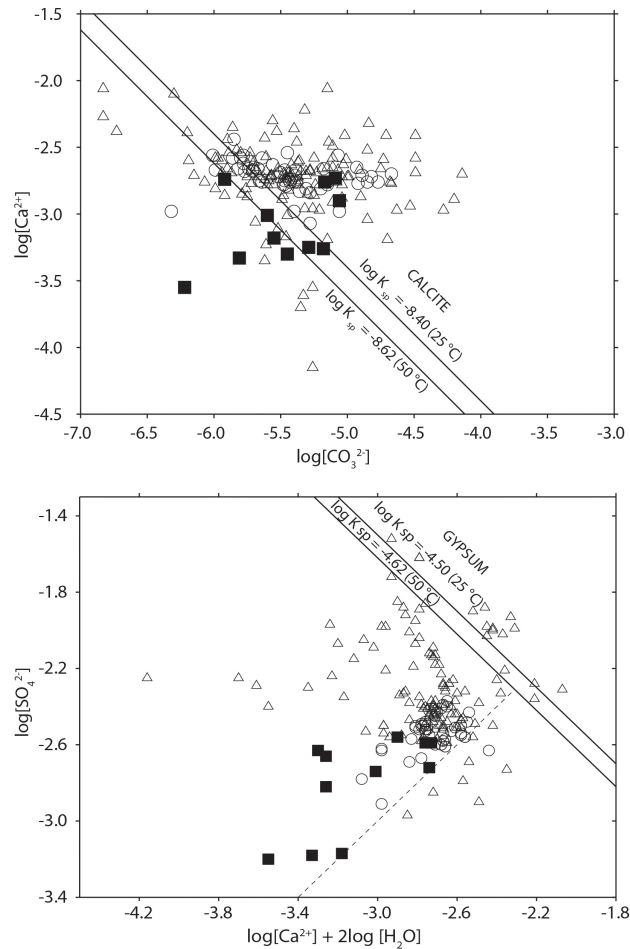 -1.5
-2.0
-2.5
-3.0
-3.5
-4.0
-4.5
log[Ca²⁺]
CALCITE
log K sp = -8.40 (25 °C)
log K sp = -8.62 (50 °C)
-7.0 -6.5 -6.0 -5.5 -5.0 -4.5 -4.0 -3.5 -3.0
log[CO₃²⁻]
-1.4
-1.8
-2.2
-2.6
-3.0
-3.4
log[SO₄²⁻]
GYPSUM
log K sp = -4.50 (25 °C)
log K sp = -4.62 (50 °C)
-4.2 -3.8 -3.4 -3.0 -2.6 -2.2 -1.8
log[Ca²⁺] + 2log [H₂O]